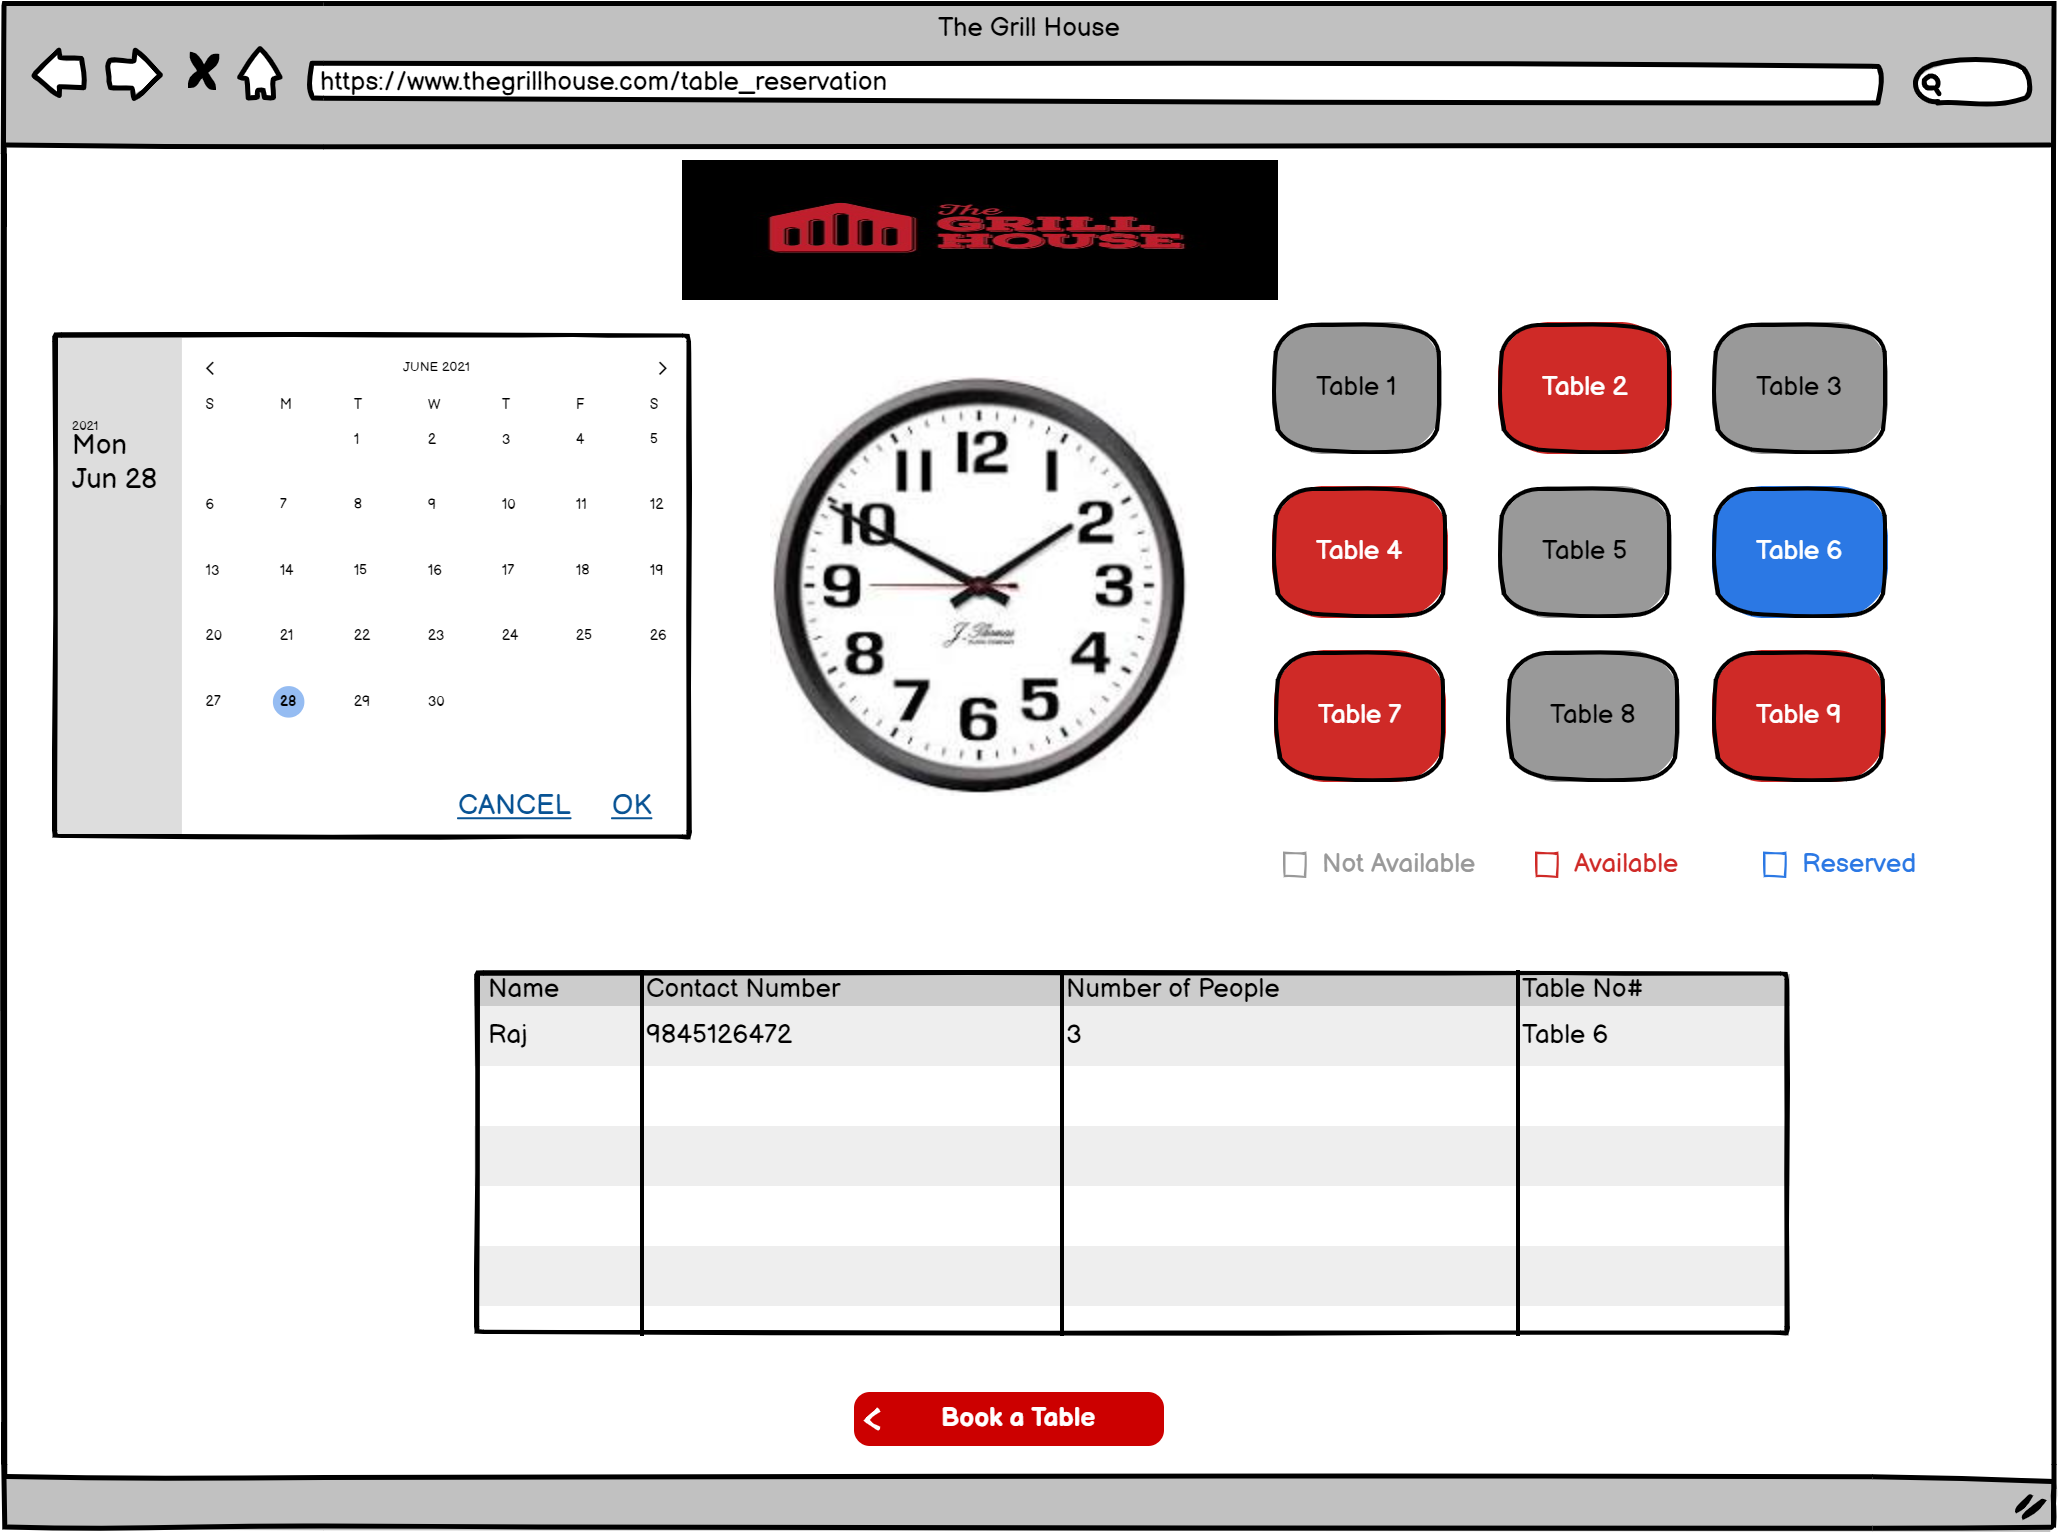 The Grill House
https://www.thegrillhouse.com/table_reservation
The
GRILL
HOUSE
2021
Mon
Jun 28
JUNE 2021
S M T W T F S
1 2 3 4 5
6 7 8 9 10 11 12
13 14 15 16 17 18 19
20 21 22 23 24 25 26
27 28 29 30
CANCEL OK
12
11 1
10 2
9 3
8 4
7 5
6
Table 1 Table 2 Table 3
Table 4 Table 5 Table 6
Table 7 Table 8 Table 9
Not Available Available Reserved
Name Contact Number Number of People Table No#
Raj 9845126472 3 Table 6
Book a Table